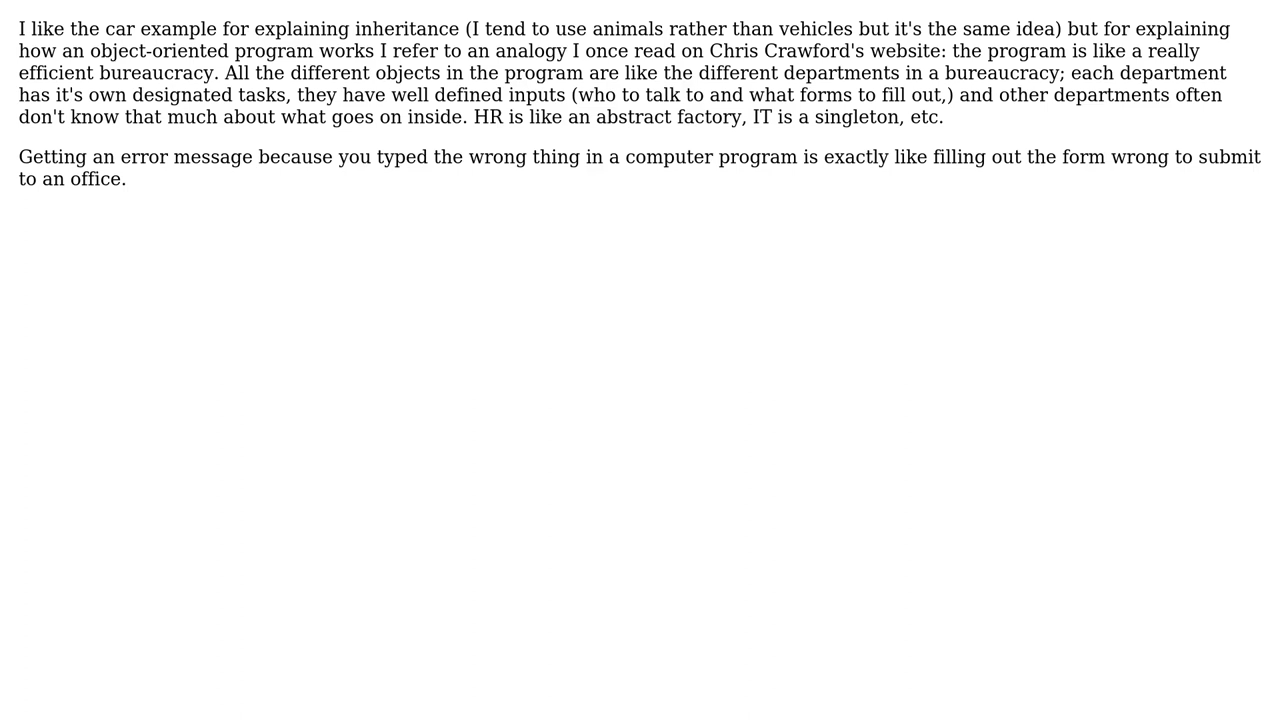 I like the car example for explaining inheritance (I tend to use animals rather than vehicles but it's the same idea) but for explaining
how an object-oriented program works I refer to an analogy I once read on Chris Crawford's website: the program is like a really
efficient bureaucracy. All the different objects in the program are like the different departments in a bureaucracy; each department
has it's own designated tasks, they have well defined inputs (who to talk to and what forms to fill out,) and other departments often
don't know that much about what goes on inside. HR is like an abstract factory, IT is a singleton, etc.
Getting an error message because you typed the wrong thing in a computer program is exactly like filling out the form wrong to submit
to an office.